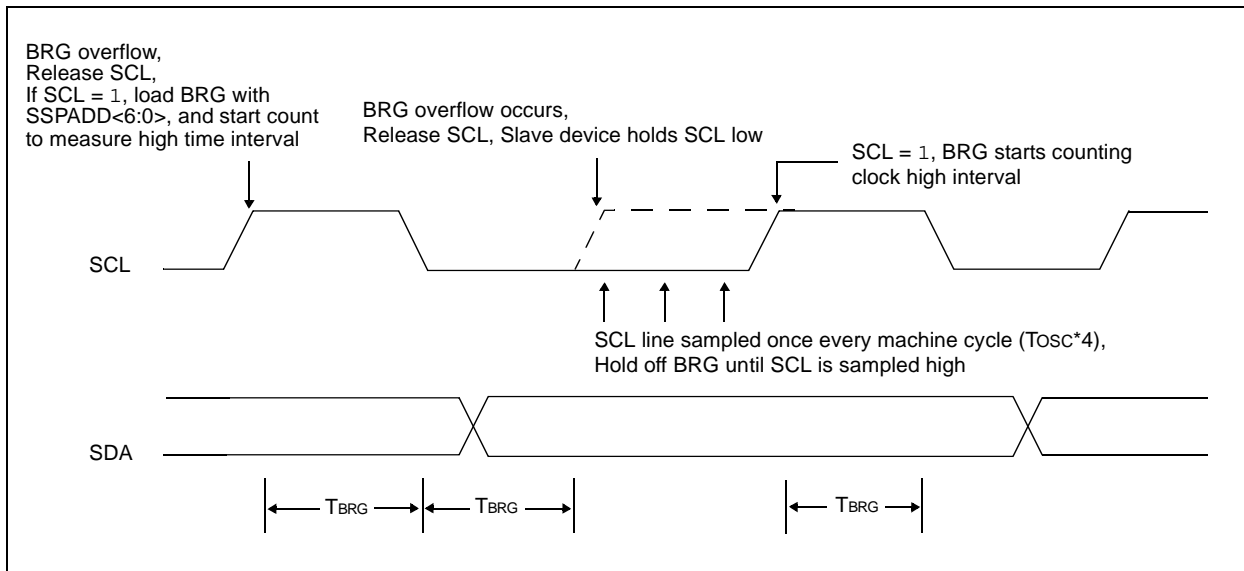 BRG overflow,
Release SCL,
If SCL = 1, load BRG with
SSPADD<6:0>, and start count
to measure high time interval
BRG overflow occurs,
Release SCL, Slave device holds SCL low
SCL = 1, BRG starts counting
clock high interval
SCL
SCL line sampled once every machine cycle (TOSC*4),
Hold off BRG until SCL is sampled high
SDA
TBRG
TBRG
TBRG